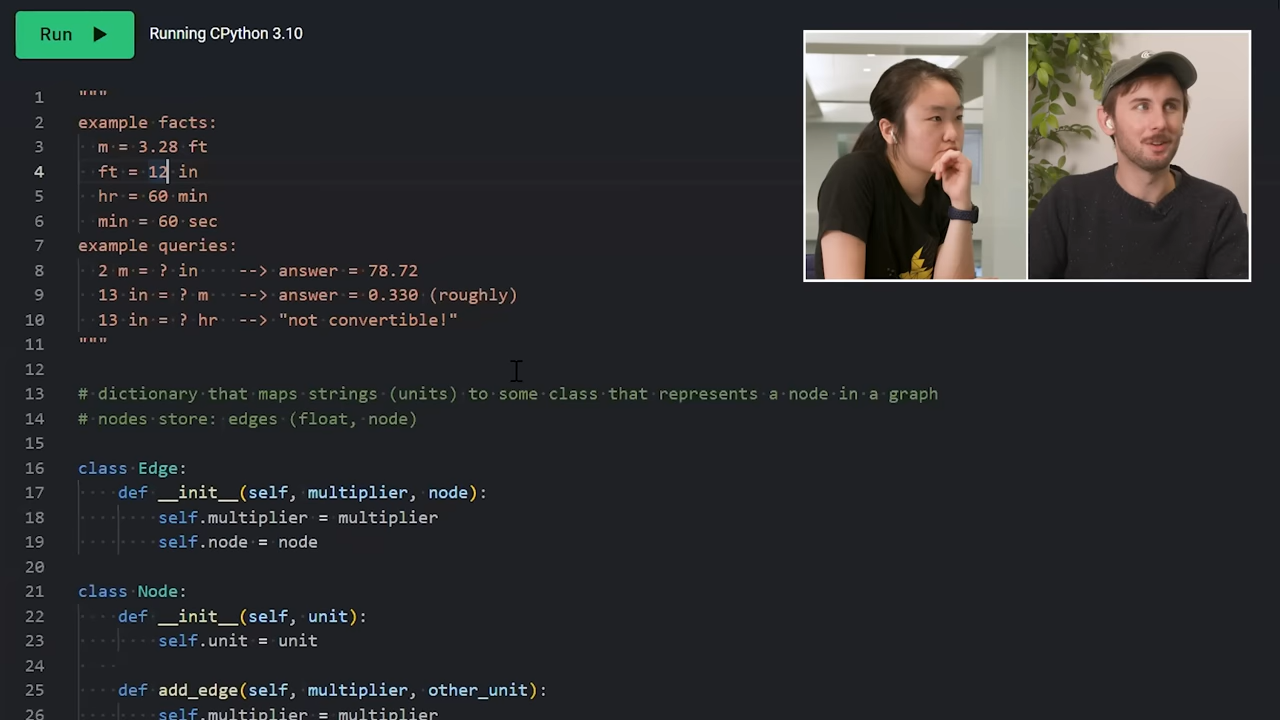 Run
Running CPython 3.10
1 """
2 example facts:
3 m = 3.28 ft
4 ft = 12 in
5 hr = 60 min
6 min = 60 sec
7 example queries:
8 2 m = ? in --> answer = 78.72
9 13 in = ? m --> answer = 0.330 (roughly)
10 13 in = ? hr --> "not convertible!"
11 """
12
13 # dictionary that maps strings (units) to some class that represents a node in a graph
14 # nodes store: edges (float, node)
15
16 class Edge:
17 def __init__(self, multiplier, node):
18 self.multiplier = multiplier
19 self.node = node
20
21 class Node:
22 def __init__(self, unit):
23 self.unit = unit
24
25 def add_edge(self, multiplier, other_unit):
26 self.multiplier = multiplier